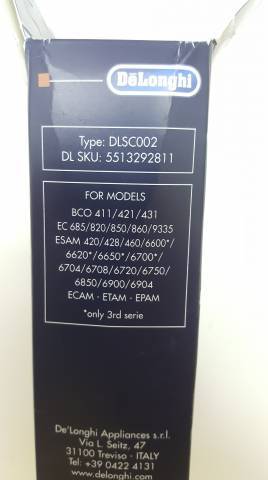 DeLonghi
Type: DLSC002
DL SKU: 5513292811
FOR MODELS
BCO 411/421/431
EC 685/820/850/860/9335
ESAM 420/428/460/6600*/
6620*/6650*/6700*/
6704/6708/6720/6750/
6850/6900/6904
ECAM - ETAM - EPAM
*only 3rd serie
De'Longhi Appliances s.r.l.
Via L. Seitz, 47
31100 Treviso - ITALY
Tel: +39 0422 4131
www.delonghi.com